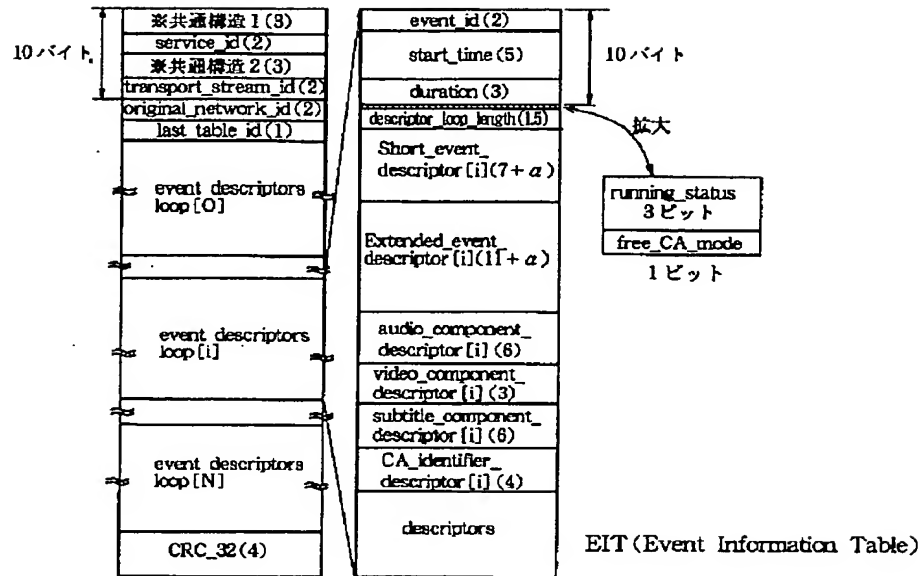 10バイト
※共通構造1(3)
service_id(2)
※共通構造2(3)
transport_stream_id(2)
original_network_id(2)
last_table_id(1)
event descriptors
loop[0]
event descriptors
loop[i]
event descriptors
loop[N]
CRC_32(4)
event_id(2)
start_time(5)
duration(3)
10バイト
descriptor_loop_length(1.5)
Short_event_
descriptor[i](7+α)
Extended_event_
descriptor[i](11+α)
audio_component_
descriptor[i](6)
video_component_
descriptor[i](3)
subtitle_component_
descriptor[i](6)
CA_identifier_
descriptor[i](4)
descriptors
拡大
running_status
3ビット
free_CA_mode
1ビット
EIT(Event Information Table)